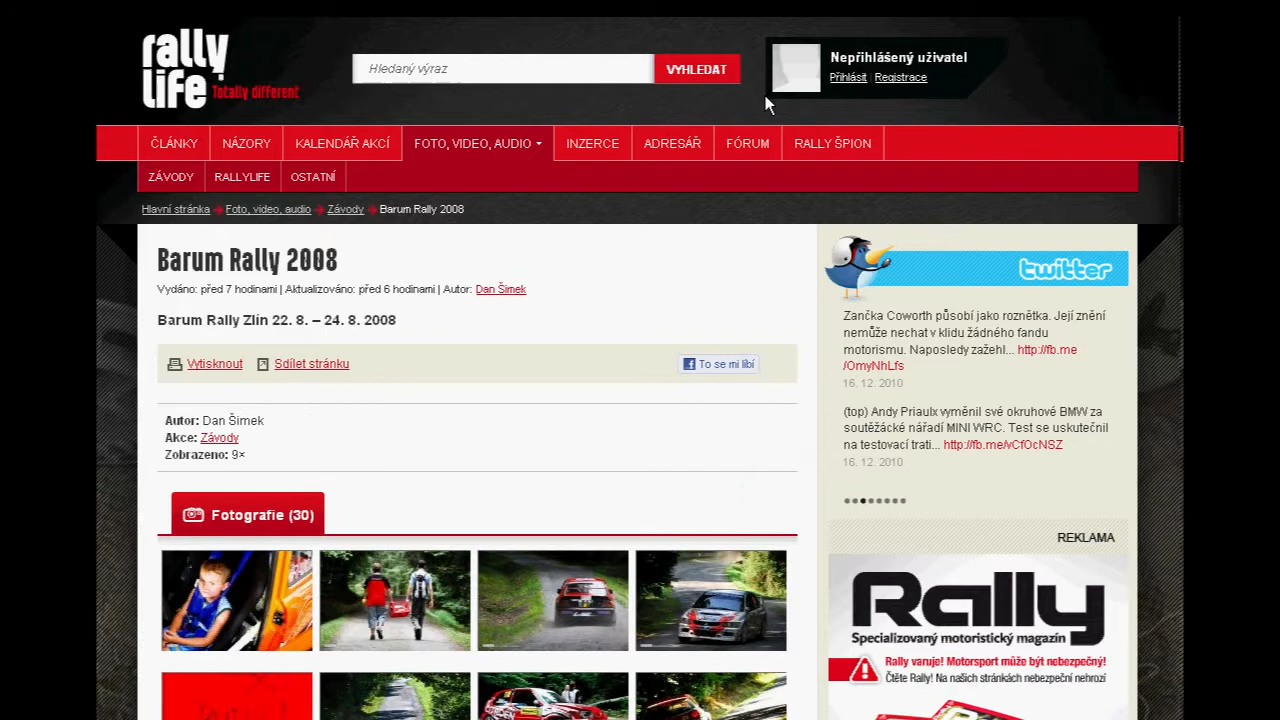 rally
life Totally different
Hledaný výraz
VYHLEDAT
Nepřihlášený uživatel
Přihlásit | Registrace
ČLÁNKY NÁZORY KALENDÁŘ AKCÍ FOTO, VIDEO, AUDIO INZERCE ADRESÁŘ FÓRUM RALLY ŠPION
ZÁVODY RALLYLIFE OSTATNÍ
Hlavní stránka Foto, video, audio Závody Barum Rally 2008
Barum Rally 2008
Vydáno: před 7 hodinami | Aktualizováno: před 6 hodinami | Autor: Dan Šimek
Barum Rally Zlín 22. 8. – 24. 8. 2008
Vytisknout Sdílet stránku
To se mi líbí
Autor: Dan Šimek
Akce: Závody
Zobrazeno: 9×
Fotografie (30)
twitter
Zančka Coworth působí jako roznětka. Její znění
nemůže nechat v klidu žádného fandu
motorismu. Naposledy zažehl... http://fb.me
/OmyNhLfs
16. 12. 2010
(top) Andy Priaulx vyměnil své okruhové BMW za
soutěžácké nářadí MINI WRC. Test se uskutečnil
na testovací trati... http://fb.me/vCfOcNSZ
16. 12. 2010
REKLAMA
Rally
Specializovaný motoristický magazín
Rally varuje! Motorsport může být nebezpečný!
Čtěte Rally! Na našich stránkách nebezpečný nehrozí